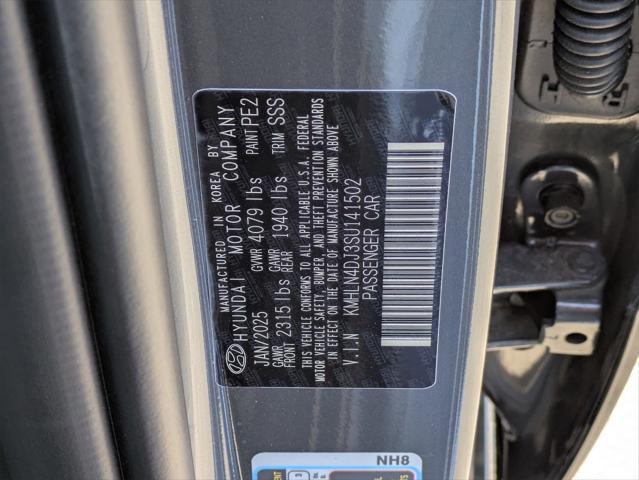 MANUFACTURED IN KOREA BY
HYUNDAI MOTOR COMPANY
JAN/2025 GVWR 4079 lbs PAINT PE2
GAWR FRONT 2315 lbs GAWR REAR 1940 lbs TRIM SSS
THIS VEHICLE CONFORMS TO ALL APPLICABLE U.S.A. FEDERAL
MOTOR VEHICLE SAFETY, BUMPER, AND THEFT PREVENTION STANDARDS
IN EFFECT ON THE DATE OF MANUFACTURE SHOWN ABOVE
V.I.N KMHLN4DJ3SU141502
PASSENGER CAR
NH8